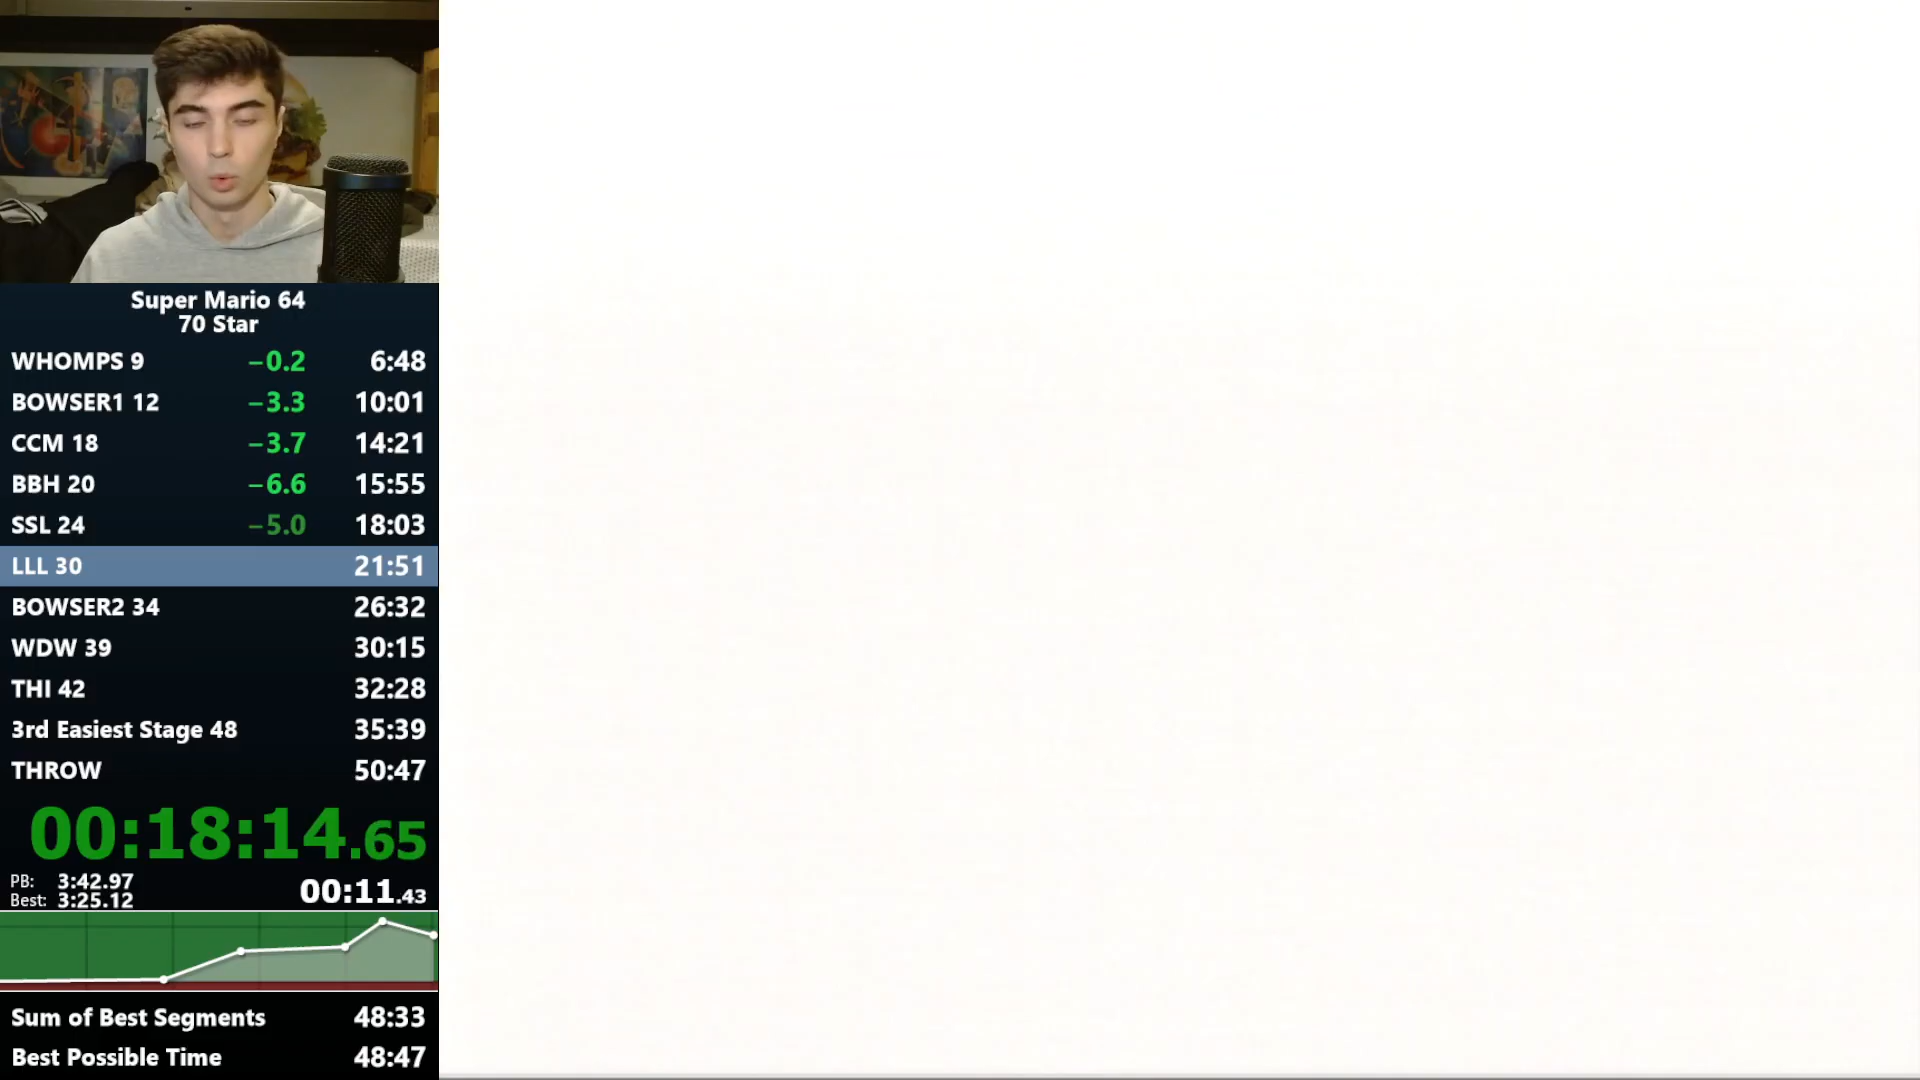 Super Mario 64
70 Star
WHOMPS 9 −0.2 6:48
BOWSER1 12 −3.3 10:01
CCM 18 −3.7 14:21
BBH 20 −6.6 15:55
SSL 24 −5.0 18:03
LLL 30 21:51
BOWSER2 34 26:32
WDW 39 30:15
THI 42 32:28
3rd Easiest Stage 48 35:39
THROW 50:47
00:18:14.65
PB: 3:42.97
Best: 3:25.12
00:11.43
Sum of Best Segments 48:33
Best Possible Time 48:47